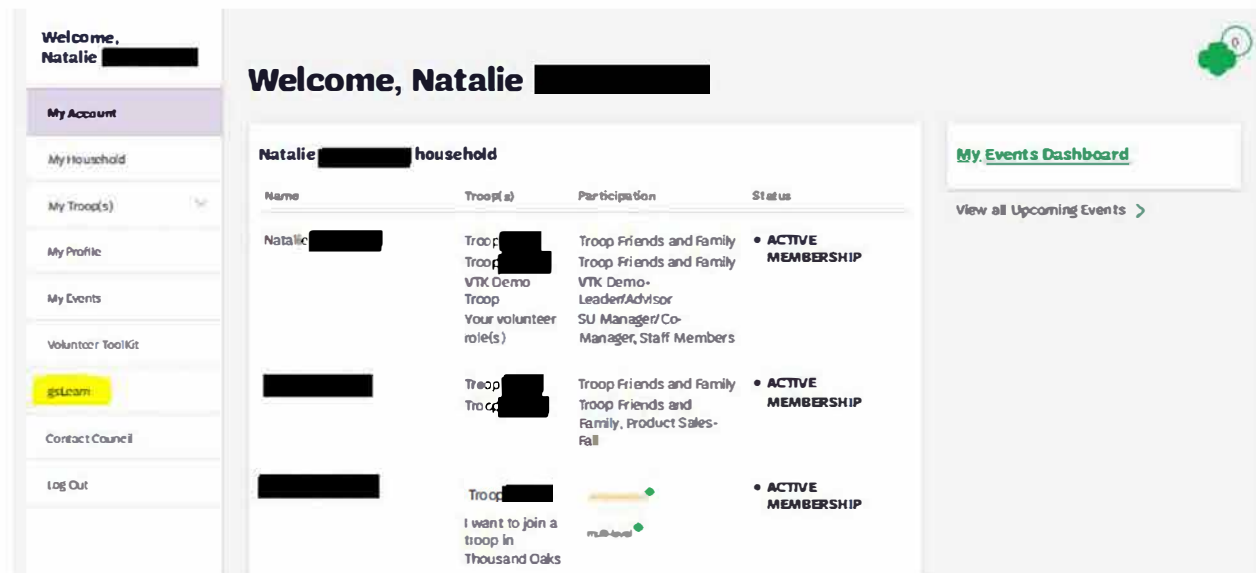 Welcome,
Natalie
My Account
My Household
My Troop(s)
My Profile
My Events
Volunteer ToolKit
gsLearn
Contact Council
Log Out
Welcome, Natalie
0
Natalie household
Name Troop(s) Participation Status
Natalie
Troop
Troop
VTK Demo
Troop
Your volunteer
role(s)
Troop Friends and Family
Troop Friends and Family
VTK Demo-
Leader/Advisor
SU Manager/Co-
Manager, Staff Members
• ACTIVE
MEMBERSHIP
Troop
Troop
Troop Friends and Family
Troop Friends and
Family, Product Sales-
Fall
• ACTIVE
MEMBERSHIP
Troop
I want to join a
troop in
Thousand Oaks
multi-level
• ACTIVE
MEMBERSHIP
My Events Dashboard
View all Upcoming Events >